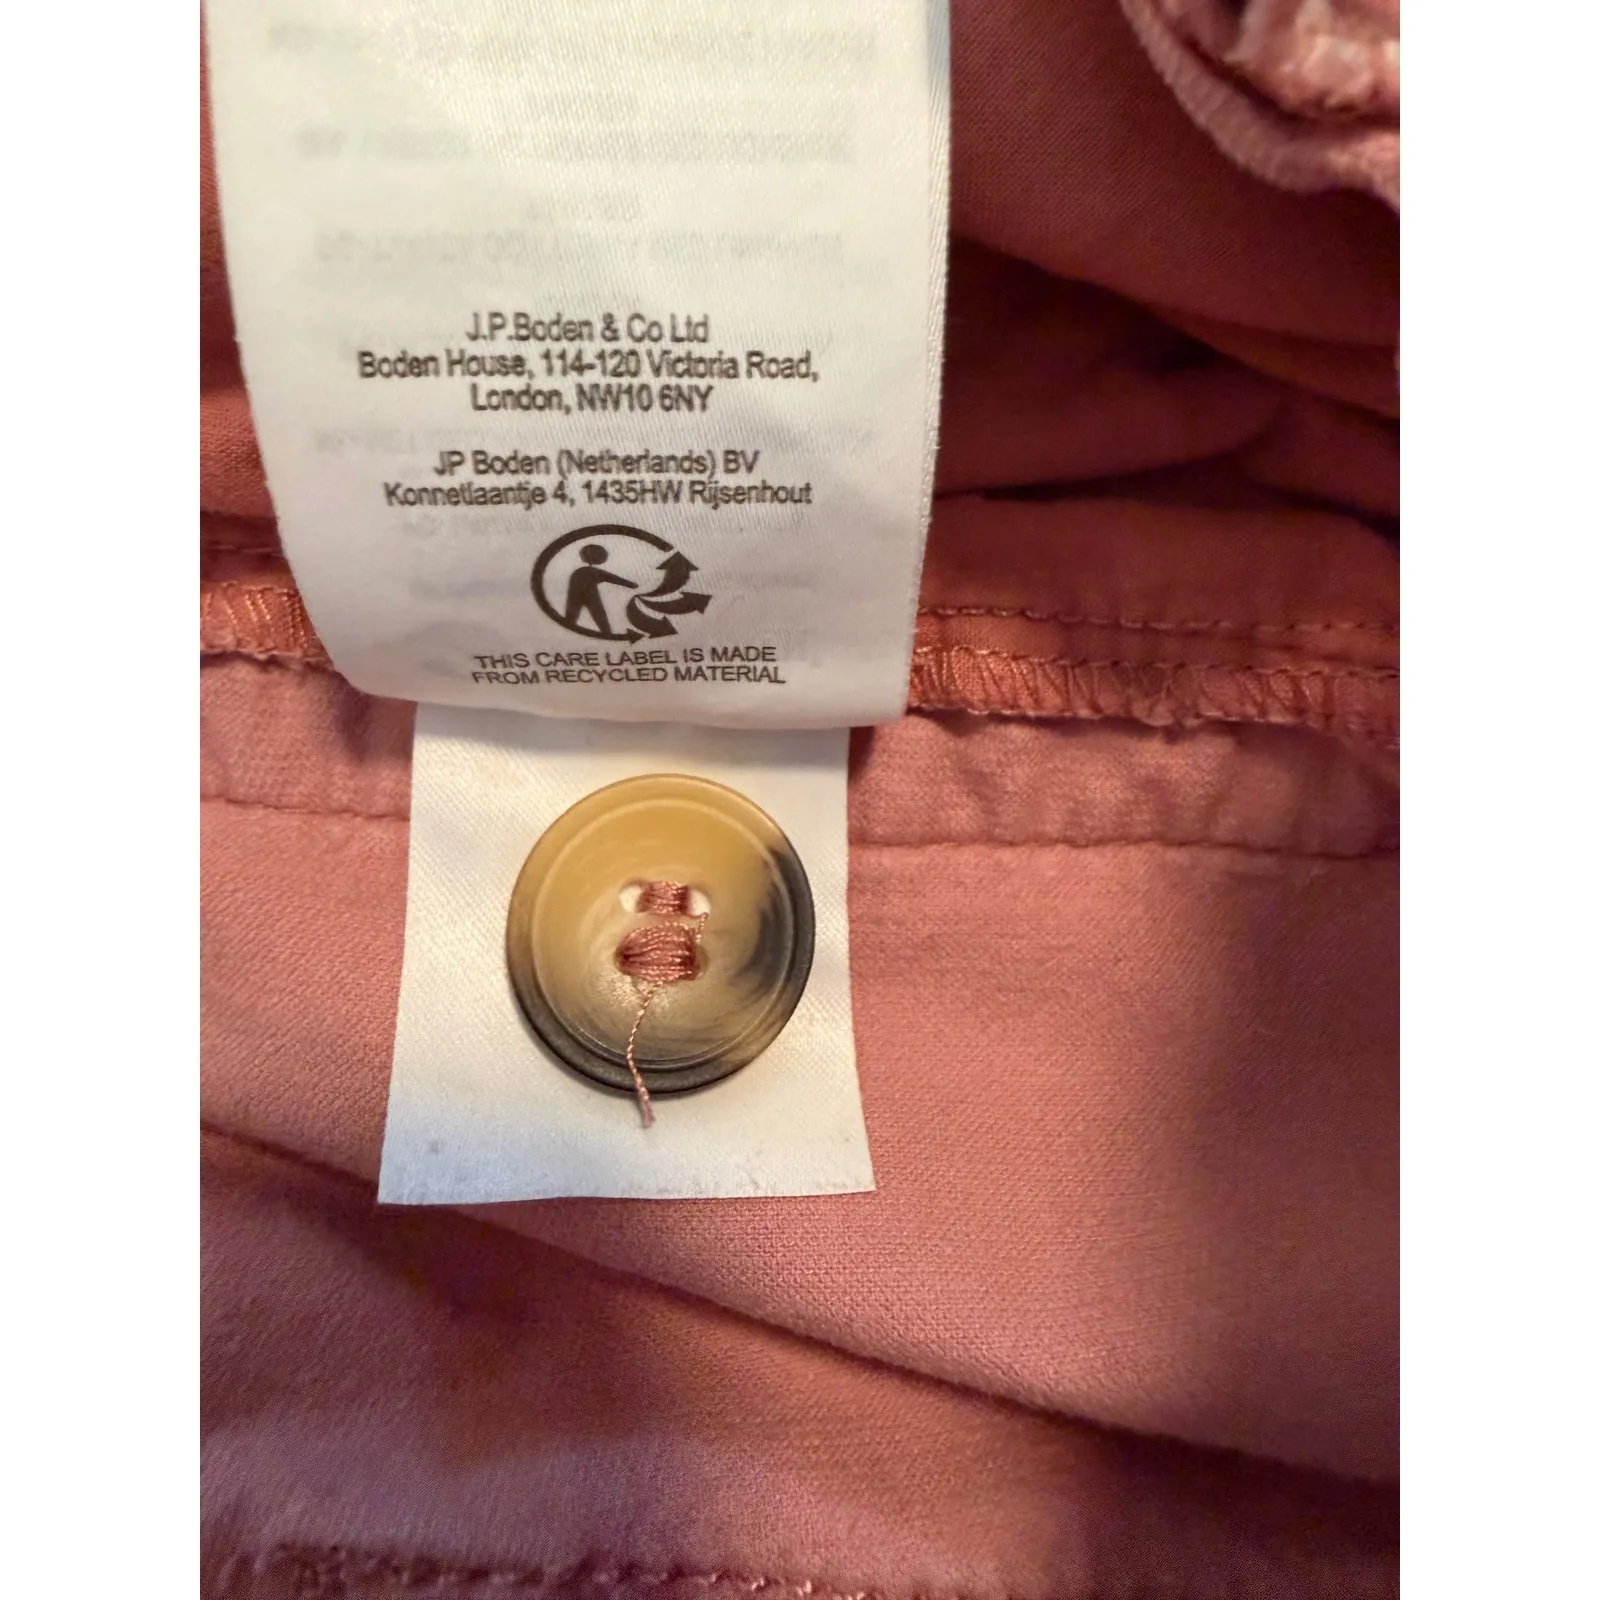 J.P.Boden & Co Ltd
Boden House, 114-120 Victoria Road,
London, NW10 6NY
JP Boden (Netherlands) BV
Konnetlaantje 4, 1435HW Rijsenhout
THIS CARE LABEL IS MADE
FROM RECYCLED MATERIAL